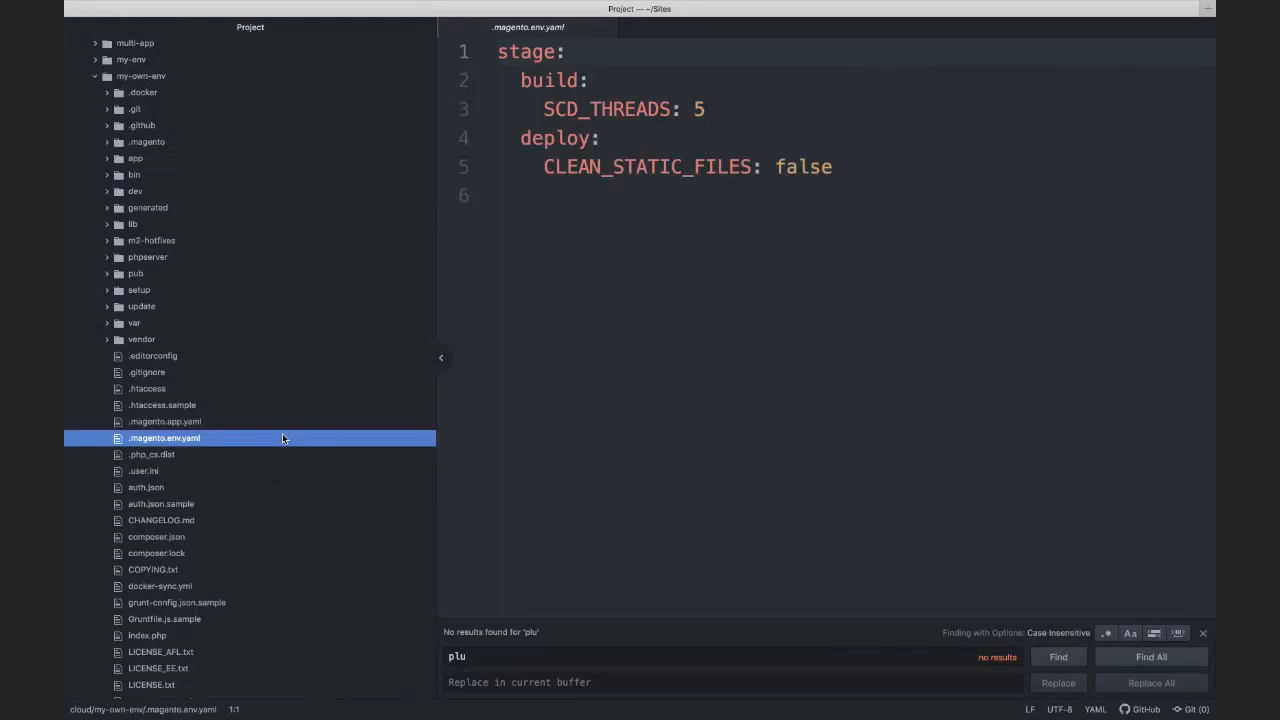 Project — ~/Sites
Project
multi-app
my-env
my-own-env
.docker
.git
.github
.magento
app
bin
dev
generated
lib
m2-hotfixes
phpserver
pub
setup
update
var
vendor
.editorconfig
.gitignore
.htaccess
.htaccess.sample
.magento.app.yaml
.magento.env.yaml
.php_cs.dist
.user.ini
auth.json
auth.json.sample
CHANGELOG.md
composer.json
composer.lock
COPYING.txt
docker-sync.yml
grunt-config.json.sample
Gruntfile.js.sample
index.php
LICENSE_AFL.txt
LICENSE_EE.txt
LICENSE.txt
.magento.env.yaml
1 stage:
2 build:
3 SCD_THREADS: 5
4 deploy:
5 CLEAN_STATIC_FILES: false
6
No results found for 'plu'
Finding with Options: Case Insensitive
.* Aa
plu
no results
Find
Find All
Replace in current buffer
Replace
Replace All
cloud/my-own-env/.magento.env.yaml 1:1
LF UTF-8 YAML GitHub Git (0)